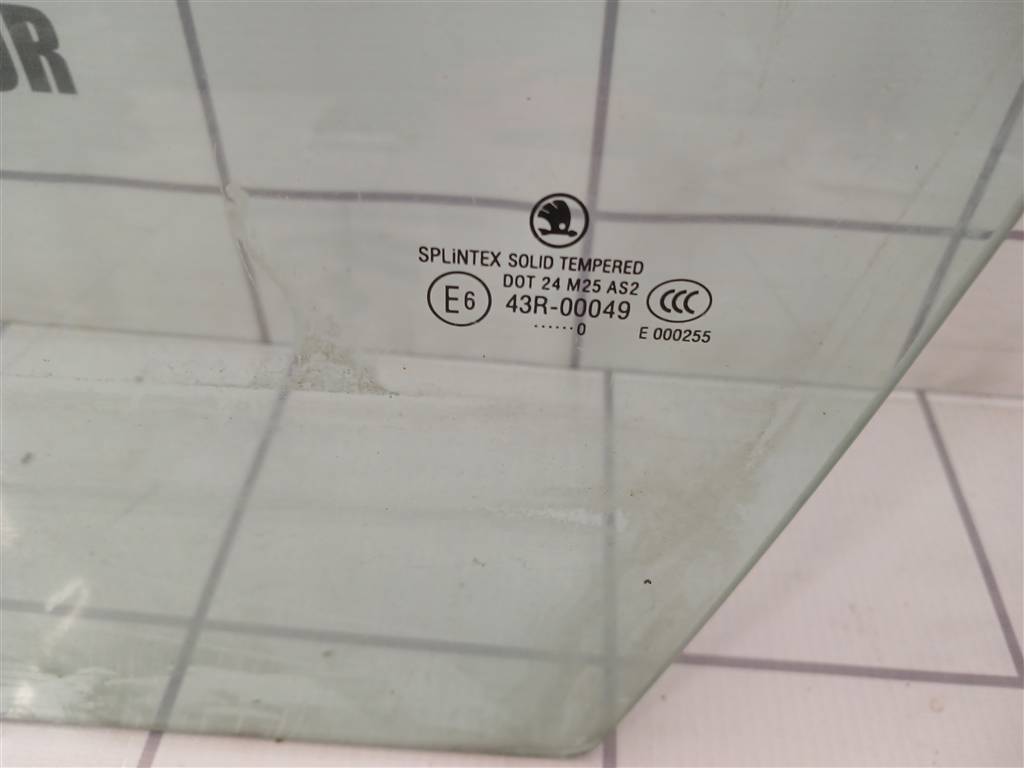 SPLiNTEX SOLID TEMPERED
DOT 24 M25 AS2
E6 43R-00049 CCC
······0 E 000255